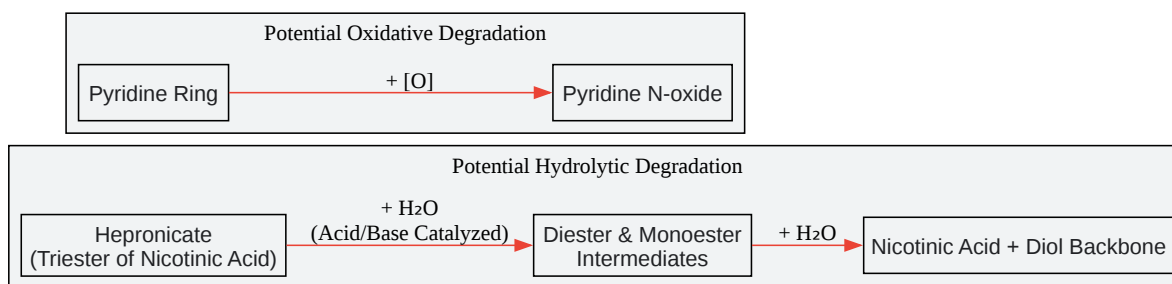 Potential Oxidative Degradation
Pyridine Ring
+ [O]
Pyridine N-oxide
Potential Hydrolytic Degradation
Hepronicate
(Triester of Nicotinic Acid)
+ H₂O
(Acid/Base Catalyzed)
Diester & Monoester
Intermediates
+ H₂O
Nicotinic Acid + Diol Backbone